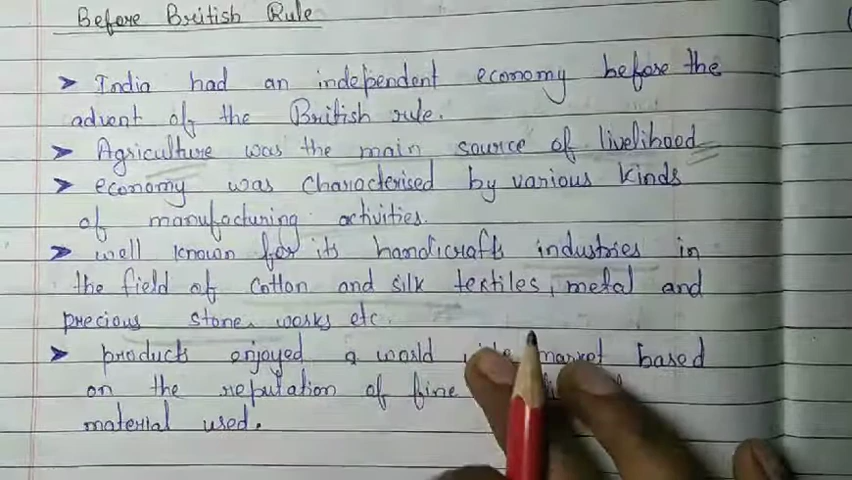 Before British Rule
➤ India had an independent economy before the
advent of the British rule.
➤ Agriculture was the main source of livelihood
➤ economy was characterised by various kinds
of manufacturing activities.
➤ well known for its handicrafts industries in
the field of cotton and silk textiles, metal and
precious stone works etc.
➤ products enjoyed a world market based
on the reputation of fine
material used.